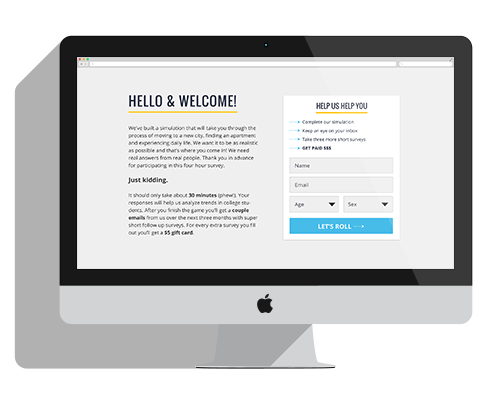 HELLO & WELCOME!
We've built a simulation that will take you through the
process of moving to a new city, finding an apartment
and experiencing daily life. We want it to be as realistic
as possible and that's where you come in! We need
real answers from real people. Thank you in advance
for participating in this four hour survey.
Just kidding.
It should only take about 30 minutes (phew!). Your
responses will help us analyze trends in college stu-
dents. After you finish the game you'll get a couple
emails from us over the next three months with super
short follow up surveys. For every extra survey you fill
out you'll get a $5 gift card.
HELP US HELP YOU
Complete our simulation
Keep an eye on your inbox
Take three more short surveys
GET PAID $$$
Name
Email
Age
Sex
LET'S ROLL